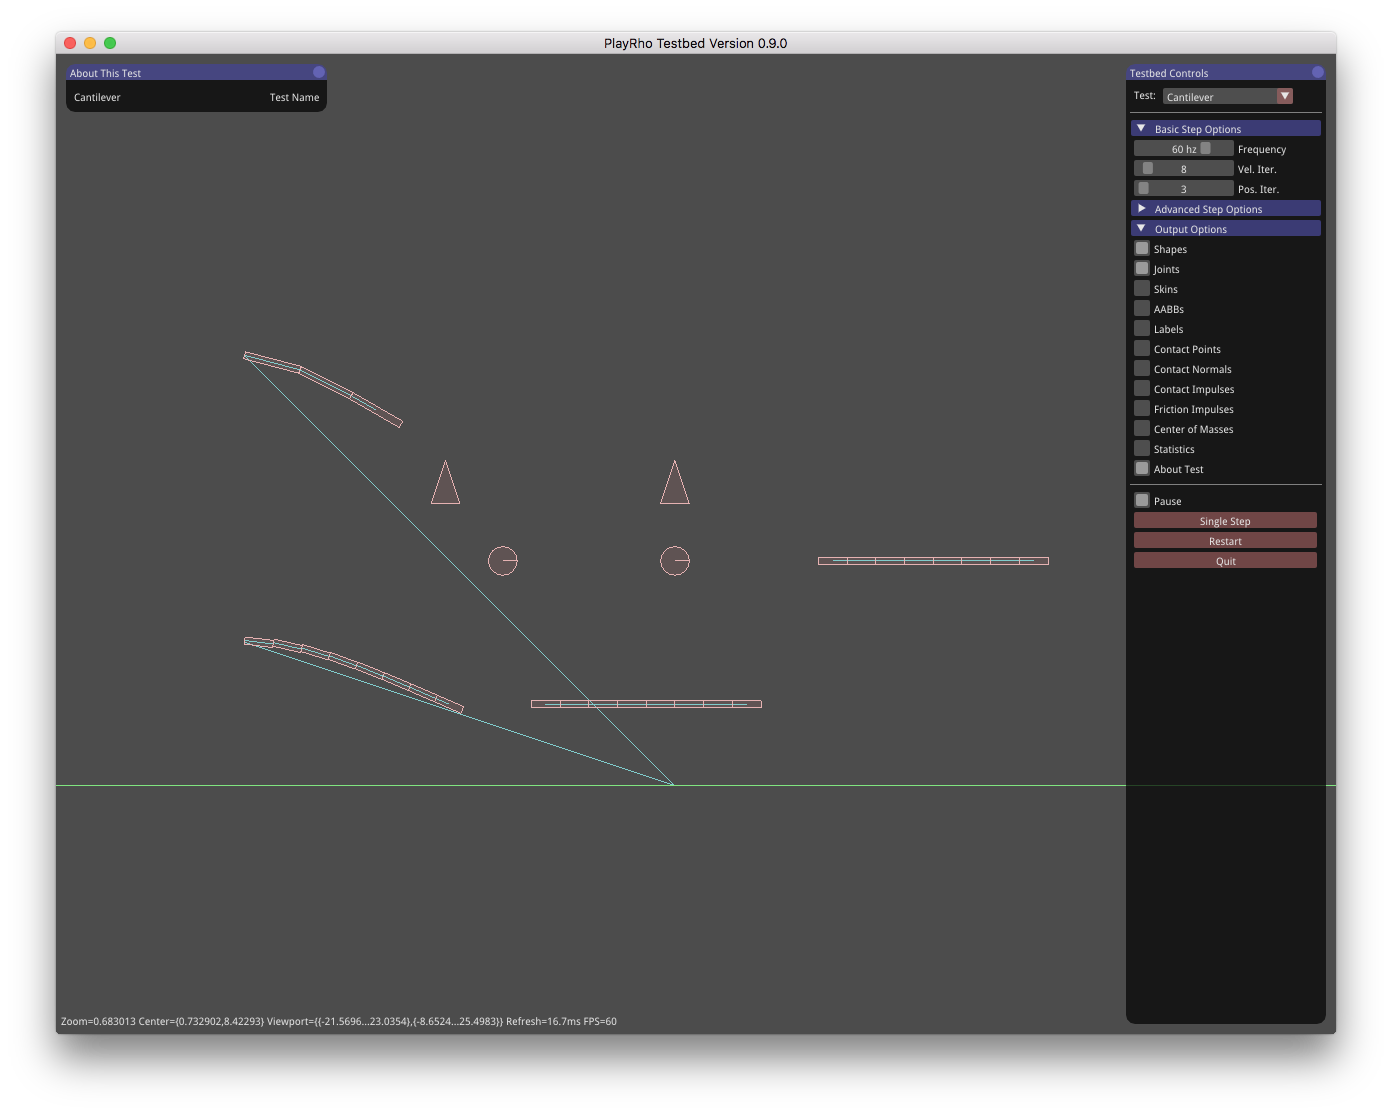 PlayRho Testbed Version 0.9.0
About This Test
Cantilever Test Name
Testbed Controls
Test: Cantilever
Basic Step Options
60 hz Frequency
8 Vel. Iter.
3 Pos. Iter.
Advanced Step Options
Output Options
Shapes
Joints
Skins
AABBs
Labels
Contact Points
Contact Normals
Contact Impulses
Friction Impulses
Center of Masses
Statistics
About Test
Pause
Single Step
Restart
Quit
Zoom=0.683013 Center={0.732902,8.42293} Viewport={{-21.5696...23.0354},{-8.6524...25.4983}} Refresh=16.7ms FPS=60